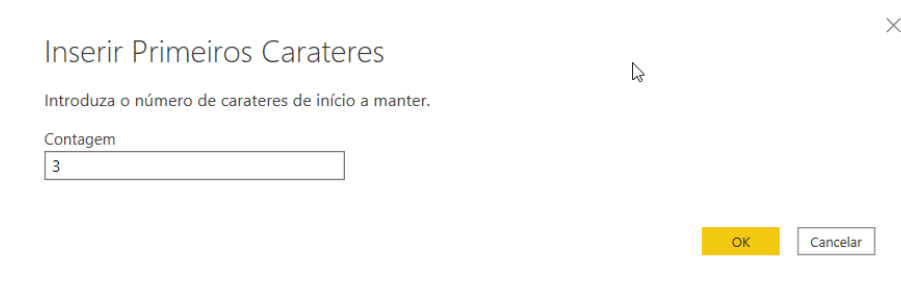 Inserir Primeiros Carateres
Introduza o número de carateres de início a manter.
Contagem
3
OK
Cancelar